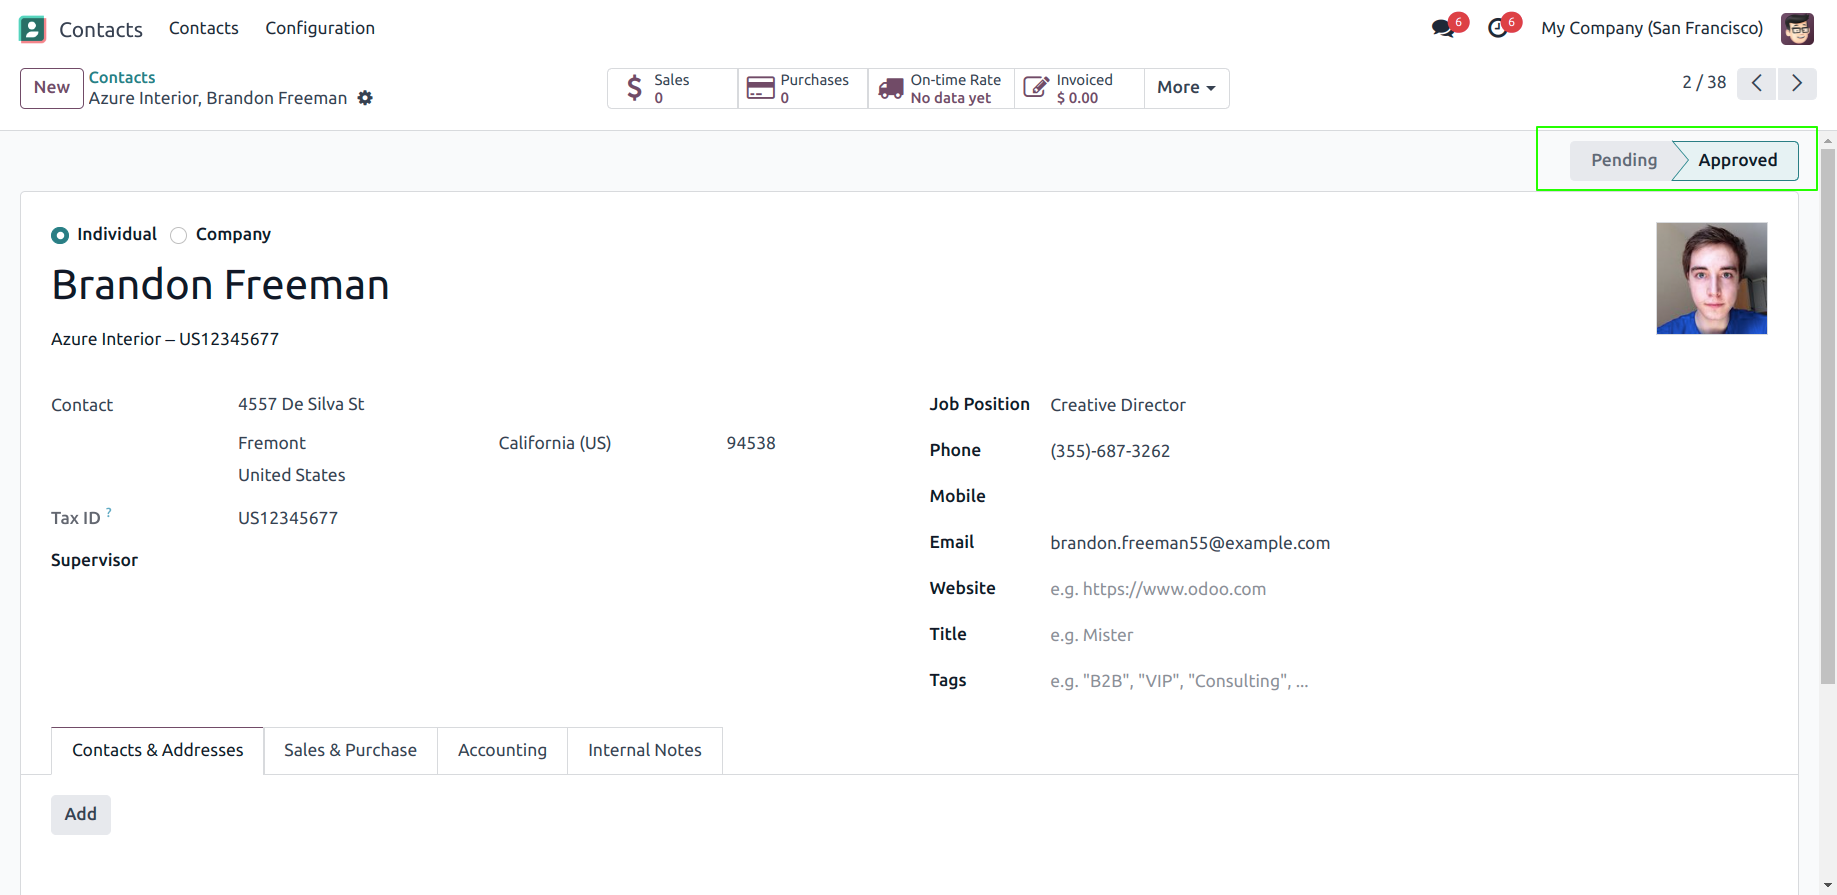 Contacts Contacts Configuration 6 6 My Company (San Francisco)
New Contacts Sales Purchases On-time Rate Invoiced More 2 / 38
Azure Interior, Brandon Freeman 0 0 No data yet $ 0.00
Pending Approved
Individual Company
Brandon Freeman
Azure Interior – US12345677
Contact 4557 De Silva St Job Position Creative Director
Fremont California (US) 94538 Phone (355)-687-3262
United States
Mobile
Tax ID ? US12345677
Email brandon.freeman55@example.com
Supervisor
Website e.g. https://www.odoo.com
Title e.g. Mister
Tags e.g. "B2B", "VIP", "Consulting", ...
Contacts & Addresses Sales & Purchase Accounting Internal Notes
Add